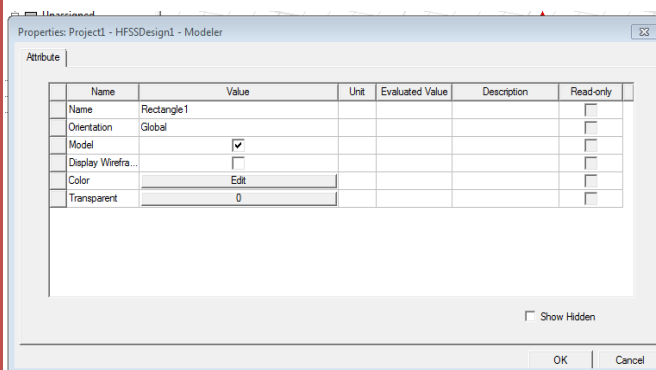 Unassigned
Properties: Project1 - HFSSDesign1 - Modeler
Attribute
Name Value Unit Evaluated Value Description Read-only
Name Rectangle1
Orientation Global
Model
Display Wirefra...
Color Edit
Transparent 0
Show Hidden
OK Cancel